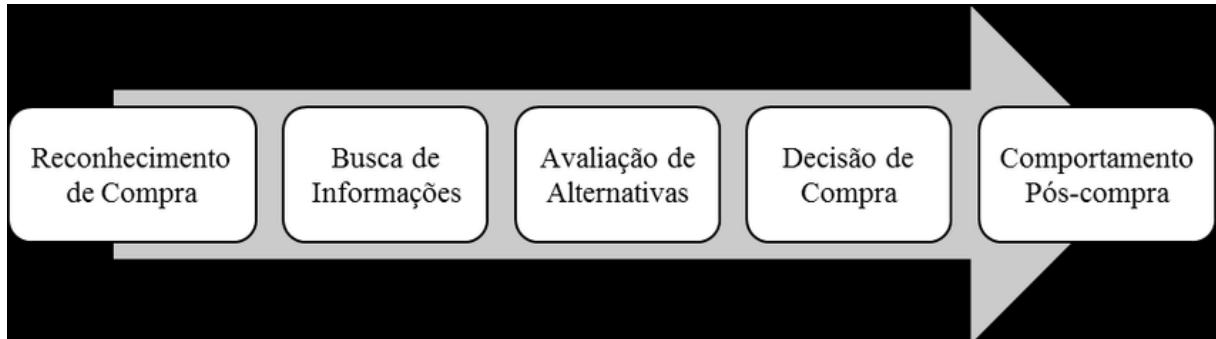 Reconhecimento
de Compra
Busca de
Informações
Avaliação de
Alternativas
Decisão de
Compra
Comportamento
Pós-compra